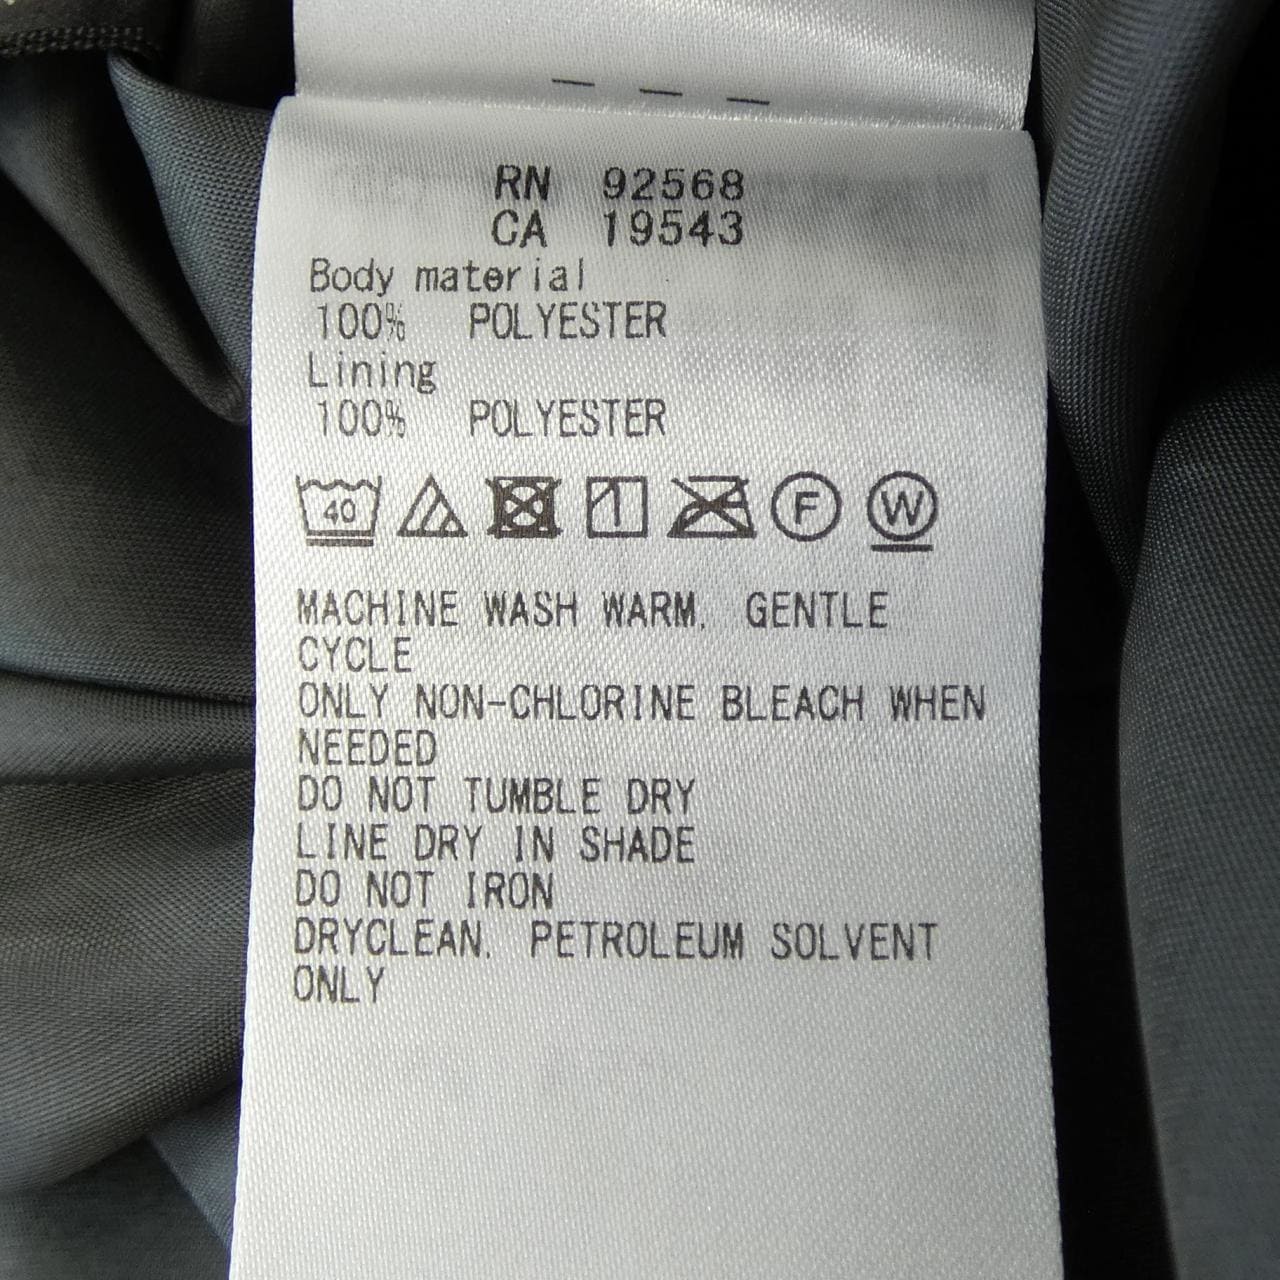 RN 92568
CA 19543
Body material
100% POLYESTER
Lining
100% POLYESTER
40 F W
MACHINE WASH WARM, GENTLE
CYCLE
ONLY NON-CHLORINE BLEACH WHEN
NEEDED
DO NOT TUMBLE DRY
LINE DRY IN SHADE
DO NOT IRON
DRYCLEAN, PETROLEUM SOLVENT
ONLY